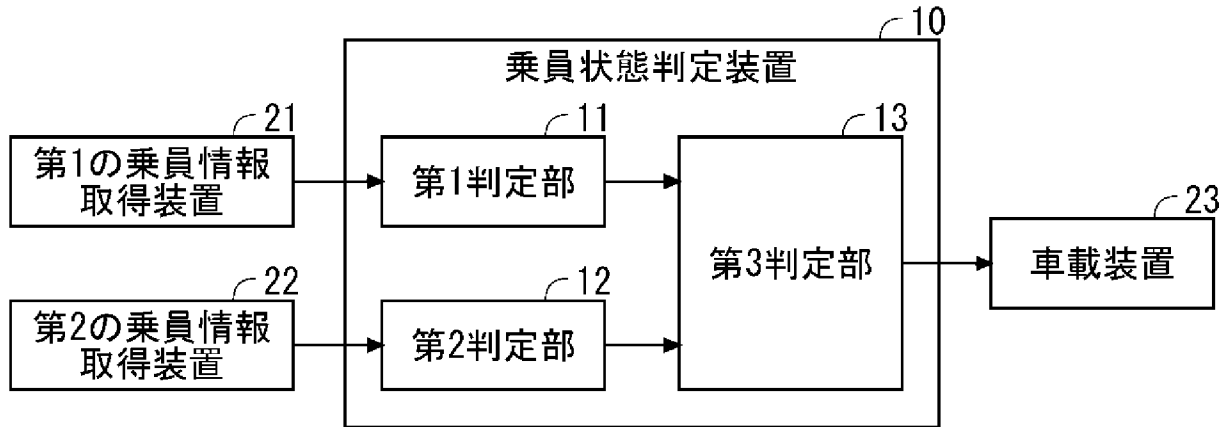 10
乗員状態判定装置
21
11
13
第1の乗員情報
取得装置
第1判定部
23
第3判定部
車載装置
22
12
第2の乗員情報
取得装置
第2判定部